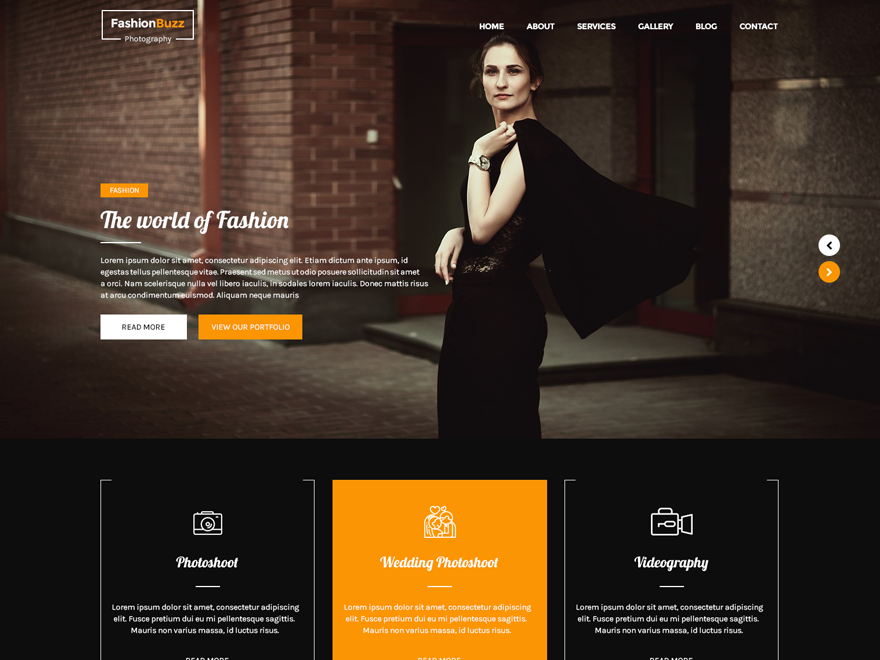 FashionBuzz
Photography
HOME ABOUT SERVICES GALLERY BLOG CONTACT
FASHION
The world of Fashion
Lorem ipsum dolor sit amet, consectetur adipiscing elit. Etiam dictum ante ipsum, id
egestas tellus pellentesque vitae. Praesent sed metus ut odio posuere sollicitudin sit amet
a orci. Nam scelerisque nulla vel libero iaculis, in sodales lorem iaculis. Donec mattis risus
at arcu condimentum euismod. Aliquam neque mauris
READ MORE VIEW OUR PORTFOLIO
Photoshoot
Lorem ipsum dolor sit amet, consectetur adipiscing
elit. Fusce pretium dui eu mi pellentesque sagittis.
Mauris non varius massa, id luctus risus.
READ MORE
Wedding Photoshoot
Lorem ipsum dolor sit amet, consectetur adipiscing
elit. Fusce pretium dui eu mi pellentesque sagittis.
Mauris non varius massa, id luctus risus.
READ MORE
Videography
Lorem ipsum dolor sit amet, consectetur adipiscing
elit. Fusce pretium dui eu mi pellentesque sagittis.
Mauris non varius massa, id luctus risus.
READ MORE